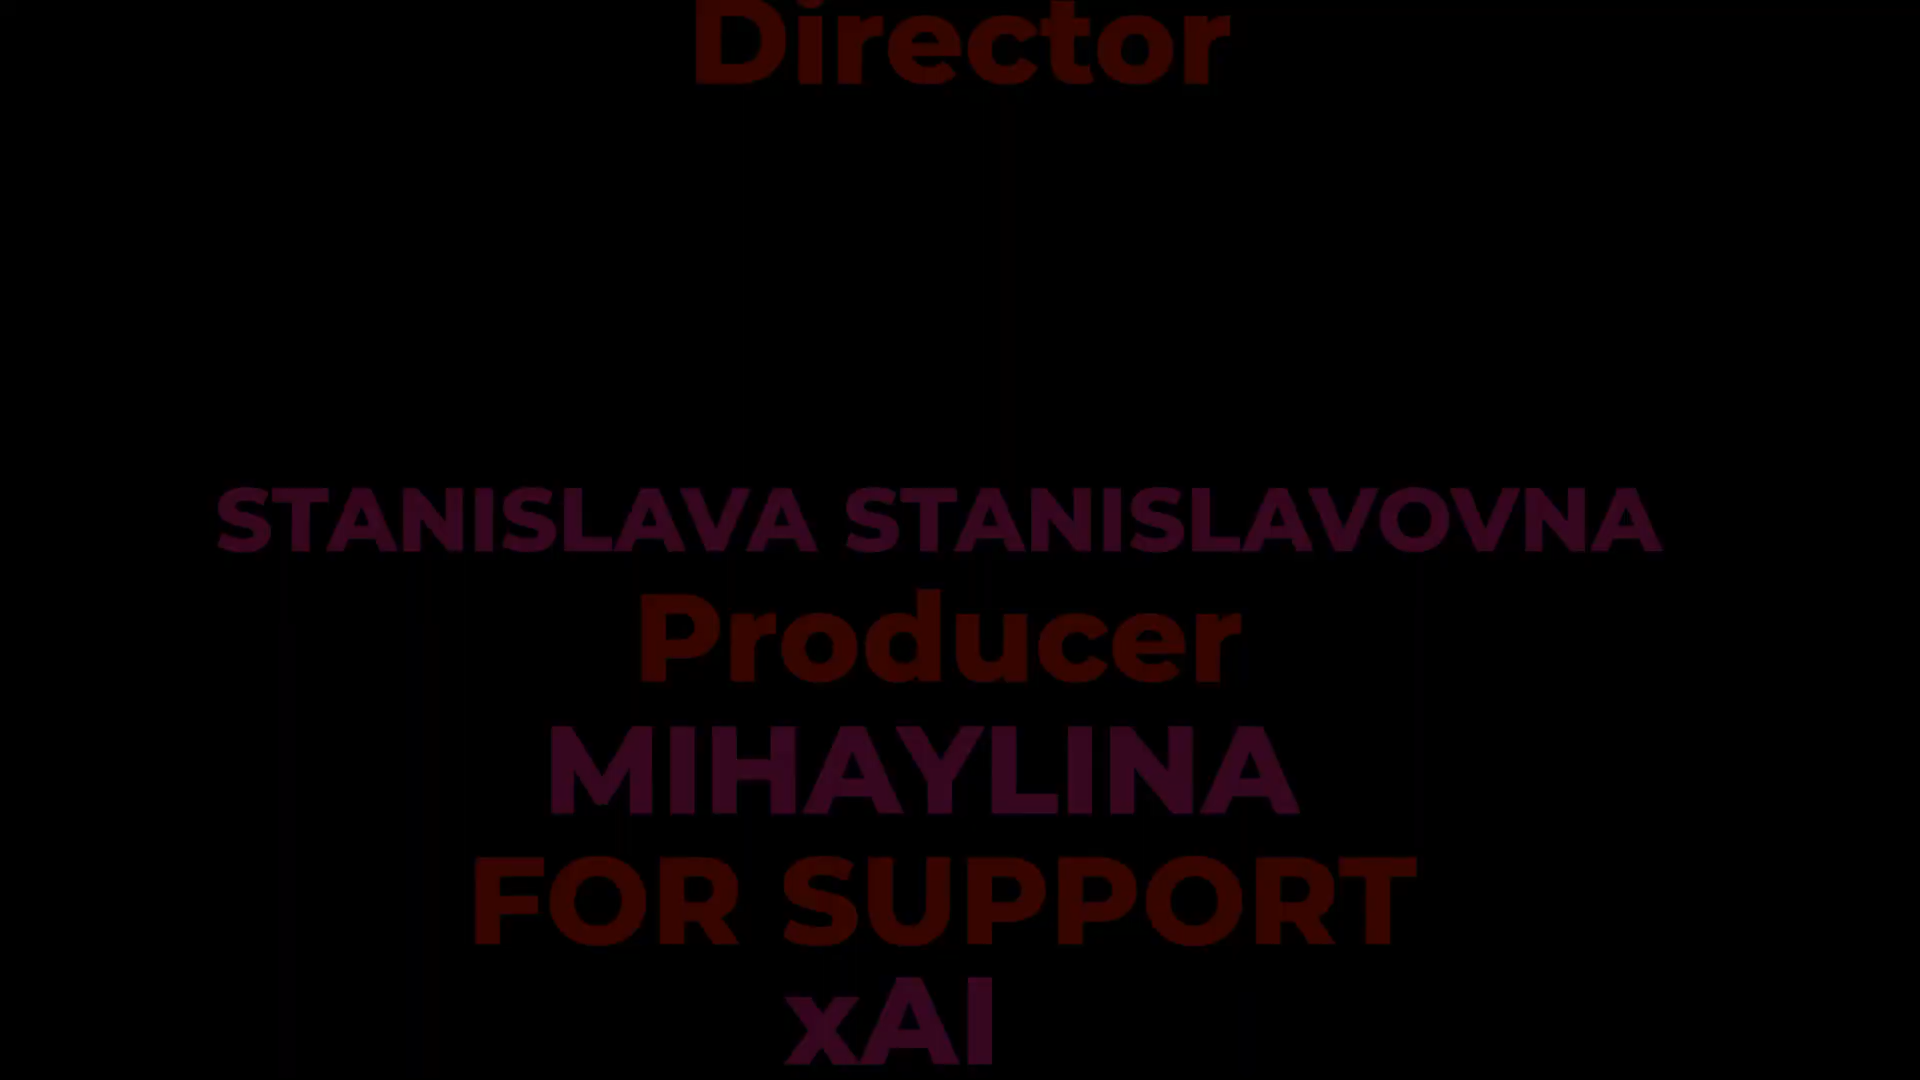 Director
STANISLAVA STANISLAVOVNA
Producer
MIHAYLINA
FOR SUPPORT
xAI